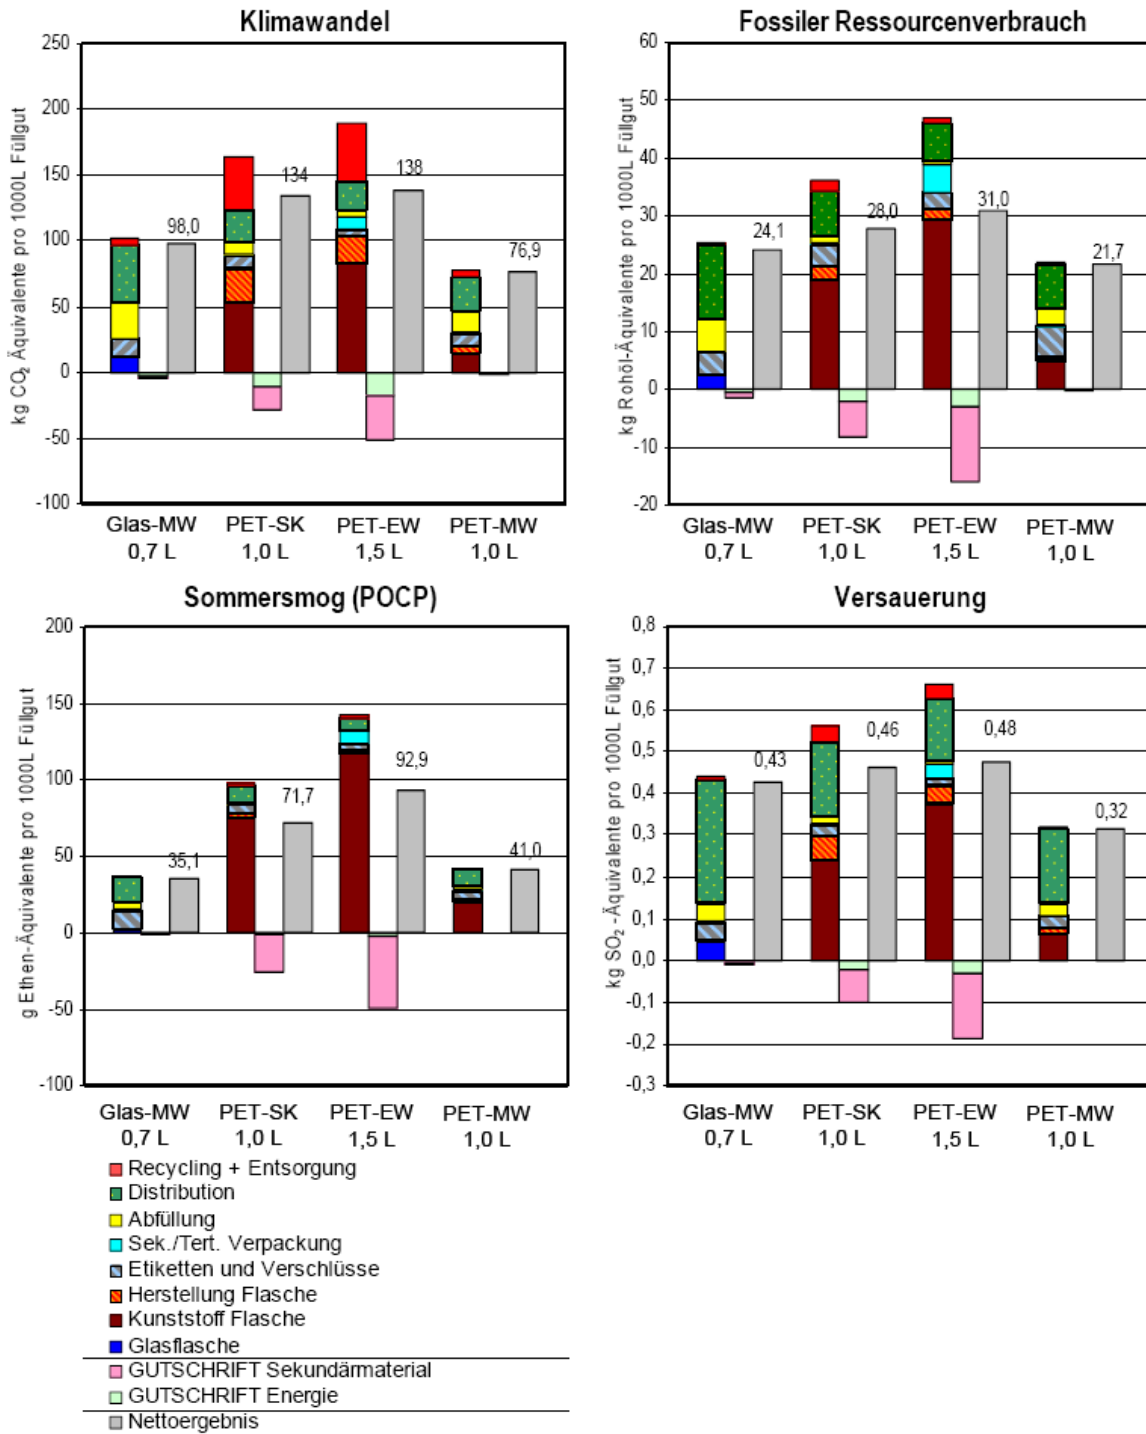 Klimawandel
kg CO₂ Äquivalente pro 1000L Füllgut
250
200
150
100
50
0
-50
-100
98,0
134
138
76,9
Glas-MW PET-SK PET-EW PET-MW
0,7 L 1,0 L 1,5 L 1,0 L
Fossiler Ressourcenverbrauch
kg Rohöl-Äquivalente pro 1000L Füllgut
60
50
40
30
20
10
0
-10
-20
24,1
28,0
31,0
21,7
Glas-MW PET-SK PET-EW PET-MW
0,7 L 1,0 L 1,5 L 1,0 L
Sommersmog (POCP)
g Ethen-Äquivalente pro 1000L Füllgut
200
150
100
50
0
-50
-100
35,1
71,7
92,9
41,0
Glas-MW PET-SK PET-EW PET-MW
0,7 L 1,0 L 1,5 L 1,0 L
Versauerung
kg SO₂ -Äquivalente pro 1000L Füllgut
0,8
0,7
0,6
0,5
0,4
0,3
0,2
0,1
0,0
-0,1
-0,2
-0,3
0,43
0,46
0,48
0,32
Glas-MW PET-SK PET-EW PET-MW
0,7 L 1,0 L 1,5 L 1,0 L
Recycling + Entsorgung
Distribution
Abfüllung
Sek./Tert. Verpackung
Etiketten und Verschlüsse
Herstellung Flasche
Kunststoff Flasche
Glasflasche
GUTSCHRIFT Sekundärmaterial
GUTSCHRIFT Energie
Nettoergebnis